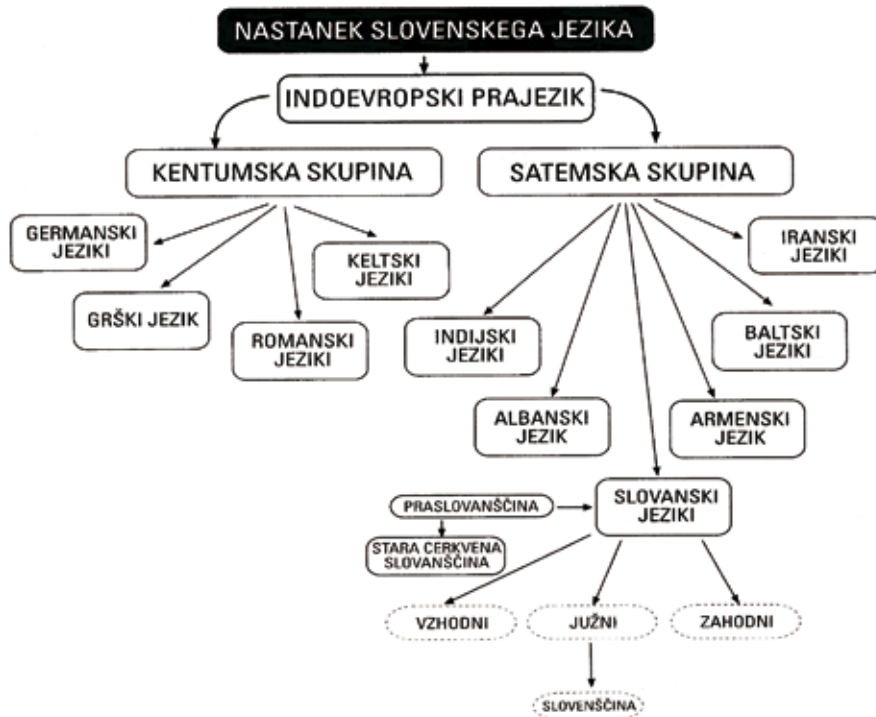 NASTANEK SLOVENSKEGA JEZIKA
INDOEVROPSKI PRAJEZIK
KENTUMSKA SKUPINA
SATEMSKA SKUPINA
GERMANSKI
JEZIKI
GRŠKI JEZIK
ROMANSKI
JEZIKI
KELTSKI
JEZIKI
INDIJSKI
JEZIKI
ALBANSKI
JEZIK
IRANSKI
JEZIKI
BALTSKI
JEZIKI
ARMENSKI
JEZIK
SLOVANSKI
JEZIKI
PRASLOVANŠČINA
STARA CERKVENA
SLOVANŠČINA
VZHODNI
JUŽNI
ZAHODNI
SLOVENŠČINA